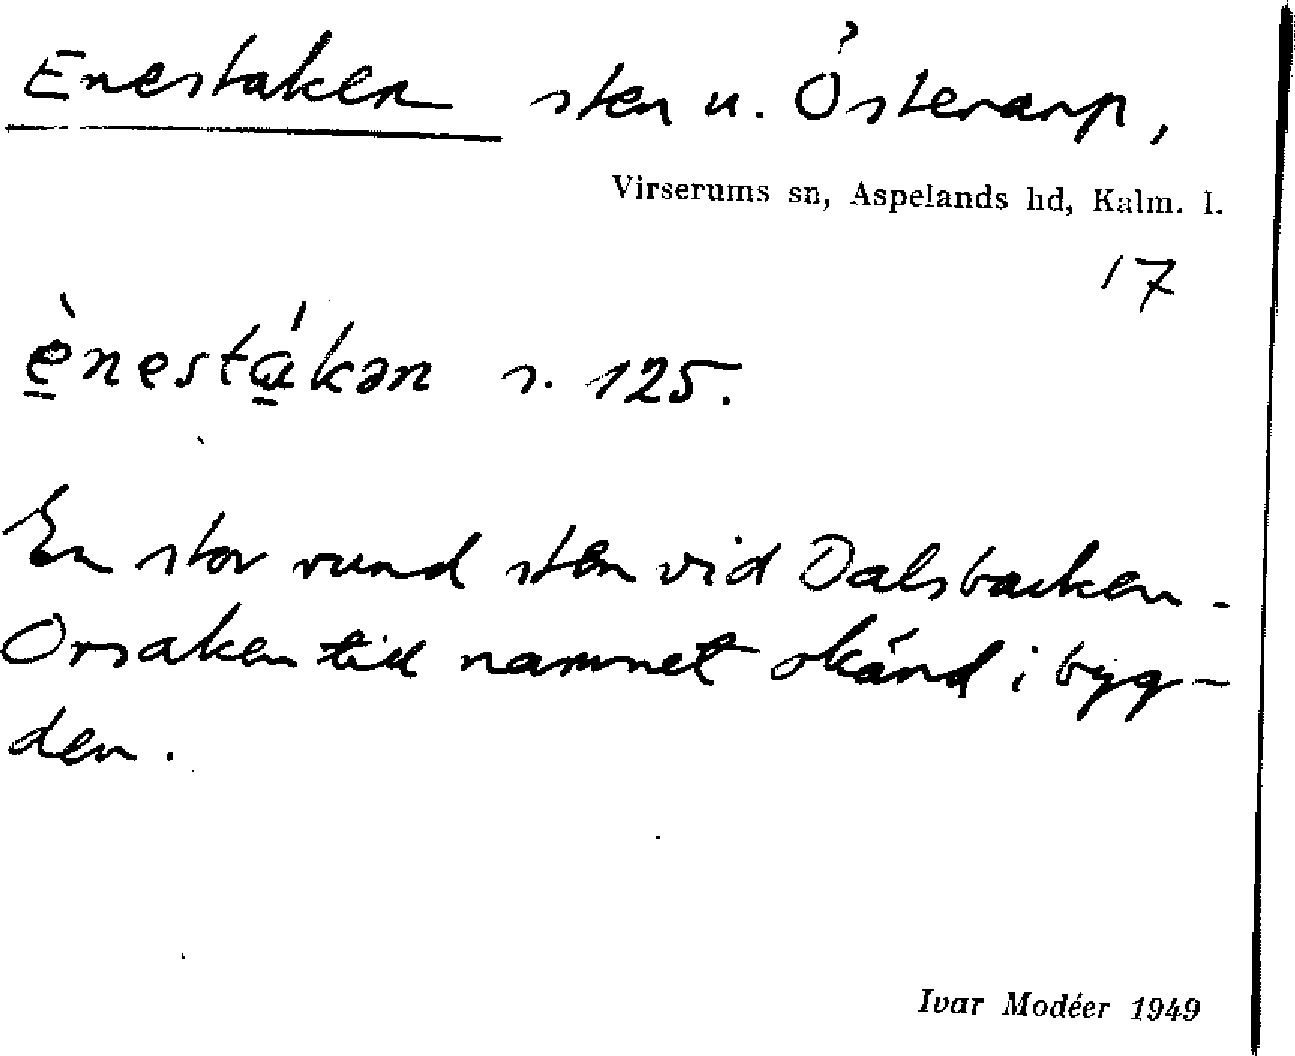 Enestaken sten u. Österarp,
Virserums sn, Aspelands hd, Kalm. l.
17
ènestákən s. 125.
En stor rund sten vid Dalsbacken.
Orsaken till namnet okänd i byg-
den.
Ivar Modéer 1949